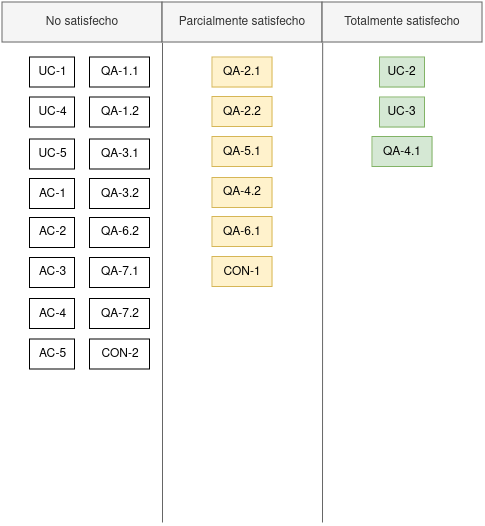 No satisfecho
Parcialmente satisfecho
Totalmente satisfecho
UC-1
QA-1.1
UC-4
QA-1.2
UC-5
QA-3.1
AC-1
QA-3.2
AC-2
QA-6.2
AC-3
QA-7.1
AC-4
QA-7.2
AC-5
CON-2
QA-2.1
QA-2.2
QA-5.1
QA-4.2
QA-6.1
CON-1
UC-2
UC-3
QA-4.1